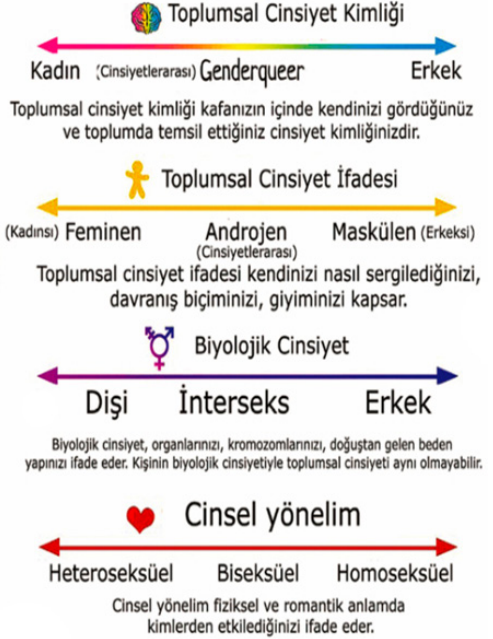 Toplumsal Cinsiyet Kimliği
Kadın (Cinsiyetlerarası) Genderqueer Erkek
Toplumsal cinsiyet kimliği kafanızın içinde kendinizi gördüğünüz
ve toplumda temsil ettiğiniz cinsiyet kimliğinizdir.
Toplumsal Cinsiyet İfadesi
(Kadınsı) Feminen Androjen Maskülen (Erkeksi)
(Cinsiyetlerarası)
Toplumsal cinsiyet ifadesi kendinizi nasıl sergilediğinizi,
davranış biçiminizi, giyiminizi kapsar.
Biyolojik Cinsiyet
Dişi İnterseks Erkek
Biyolojik cinsiyet, organlarınızı, kromozomlarınızı, doğuştan gelen beden
yapınızı ifade eder. Kişinin biyolojik cinsiyetiyle toplumsal cinsiyeti aynı olmayabilir.
Cinsel yönelim
Heteroseksüel Biseksüel Homoseksüel
Cinsel yönelim fiziksel ve romantik anlamda
kimlerden etkilediğinizi ifade eder.